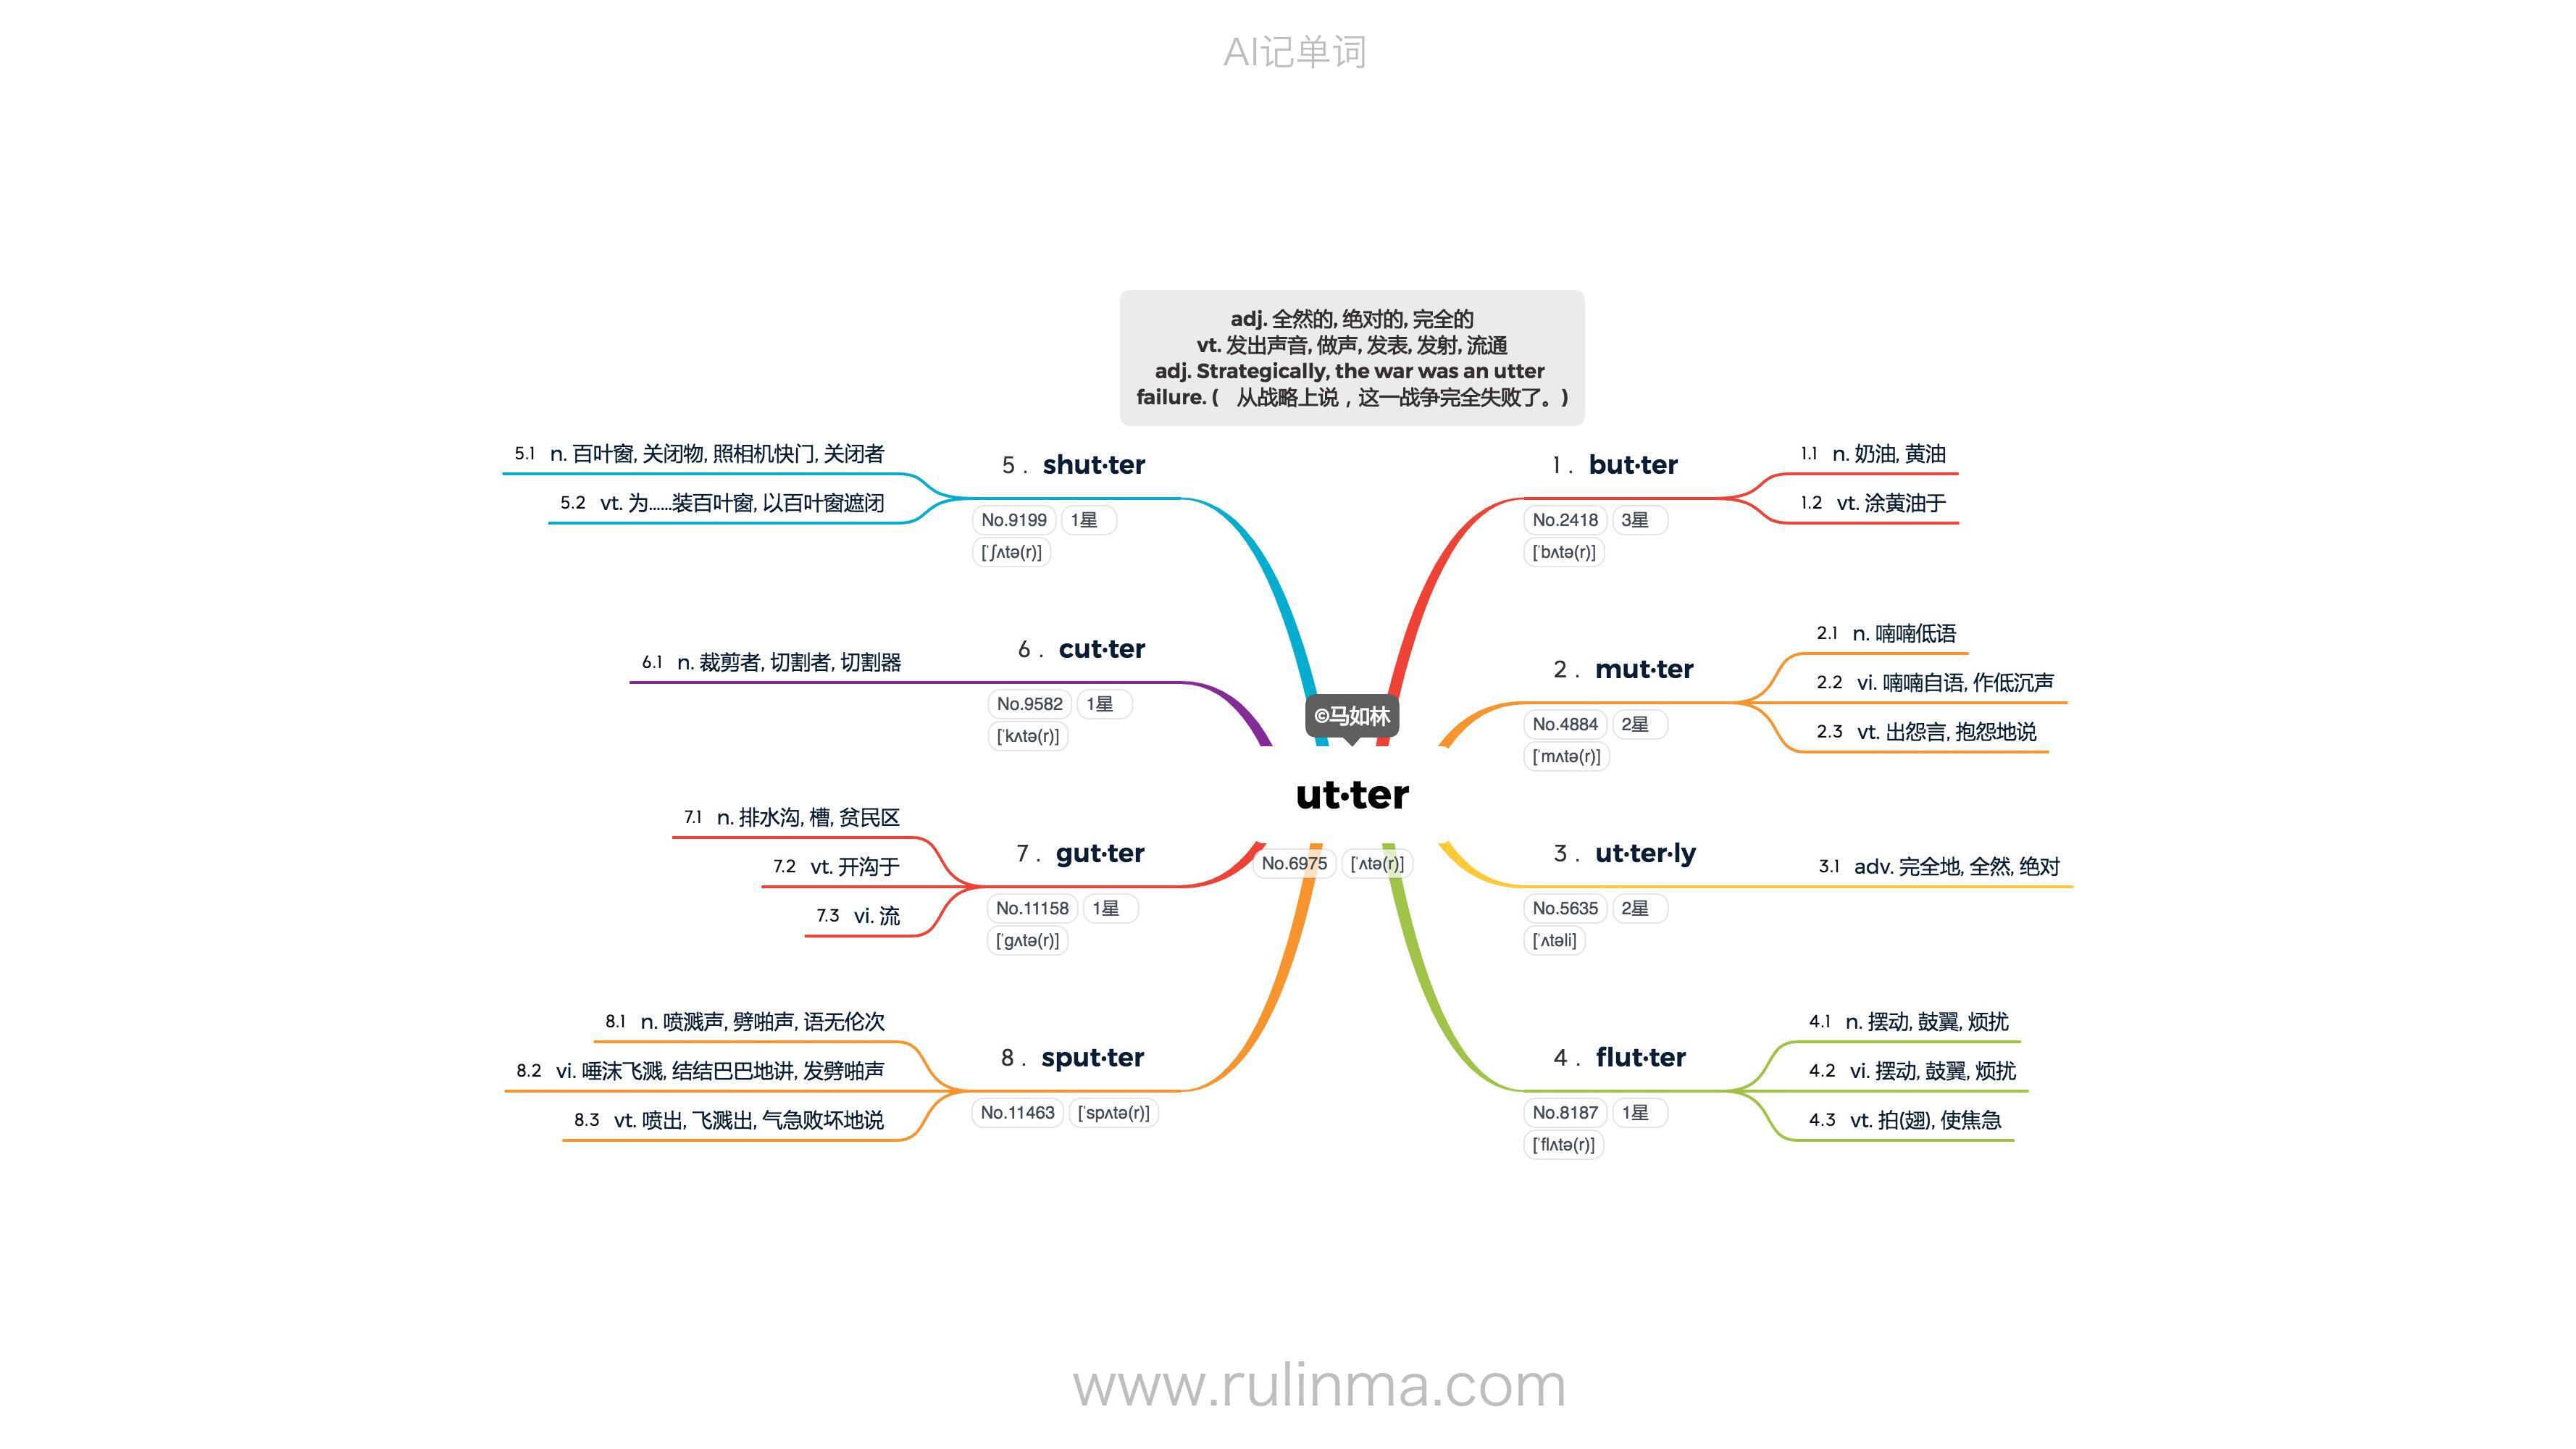 AI记单词
adj. 全然的, 绝对的, 完全的
vt. 发出声音, 做声, 发表, 发射, 流通
adj. Strategically, the war was an utter
failure. ( 从战略上说，这一战争完全失败了。)
©马如林
ut·ter
No.6975 [ˈʌtə(r)]
1. but·ter
No.2418 3星
[ˈbʌtə(r)]
1.1 n. 奶油, 黄油
1.2 vt. 涂黄油于
2. mut·ter
No.4884 2星
[ˈmʌtə(r)]
2.1 n. 喃喃低语
2.2 vi. 喃喃自语, 作低沉声
2.3 vt. 出怨言, 抱怨地说
3. ut·ter·ly
No.5635 2星
[ˈʌtəli]
3.1 adv. 完全地, 全然, 绝对
4. flut·ter
No.8187 1星
[ˈflʌtə(r)]
4.1 n. 摆动, 鼓翼, 烦扰
4.2 vi. 摆动, 鼓翼, 烦扰
4.3 vt. 拍(翅), 使焦急
5. shut·ter
No.9199 1星
[ˈʃʌtə(r)]
5.1 n. 百叶窗, 关闭物, 照相机快门, 关闭者
5.2 vt. 为......装百叶窗, 以百叶窗遮闭
6. cut·ter
No.9582 1星
[ˈkʌtə(r)]
6.1 n. 裁剪者, 切割者, 切割器
7. gut·ter
No.11158 1星
[ˈgʌtə(r)]
7.1 n. 排水沟, 槽, 贫民区
7.2 vt. 开沟于
7.3 vi. 流
8. sput·ter
No.11463 [ˈspʌtə(r)]
8.1 n. 喷溅声, 劈啪声, 语无伦次
8.2 vi. 唾沫飞溅, 结结巴巴地讲, 发劈啪声
8.3 vt. 喷出, 飞溅出, 气急败坏地说
www.rulinma.com